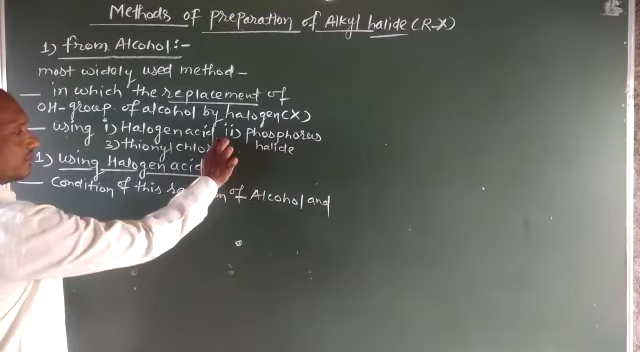 Methods of preparation of Alkyl halide (R-X)
1) from Alcohol :-
most widely used method -
- in which the replacement of
OH-group of alcohol by halogen(X)
- using i) Halogen acid ii) phosphorus
3) thionyl chlo halide
1) using Halogen acid
- Condition of this of Alcohol and